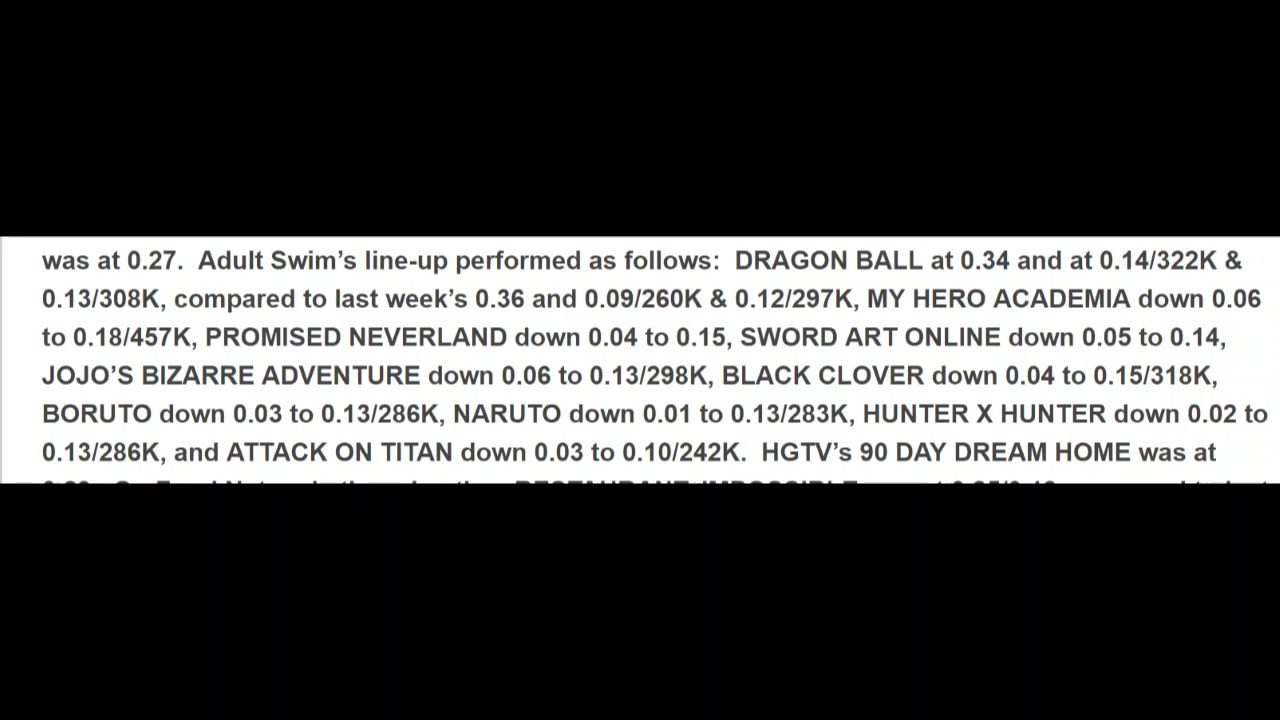 was at 0.27.  Adult Swim’s line-up performed as follows:  DRAGON BALL at 0.34 and at 0.14/322K &
0.13/308K, compared to last week’s 0.36 and 0.09/260K & 0.12/297K, MY HERO ACADEMIA down 0.06
to 0.18/457K, PROMISED NEVERLAND down 0.04 to 0.15, SWORD ART ONLINE down 0.05 to 0.14,
JOJO’S BIZARRE ADVENTURE down 0.06 to 0.13/298K, BLACK CLOVER down 0.04 to 0.15/318K,
BORUTO down 0.03 to 0.13/286K, NARUTO down 0.01 to 0.13/283K, HUNTER X HUNTER down 0.02 to
0.13/286K, and ATTACK ON TITAN down 0.03 to 0.10/242K.  HGTV’s 90 DAY DREAM HOME was at